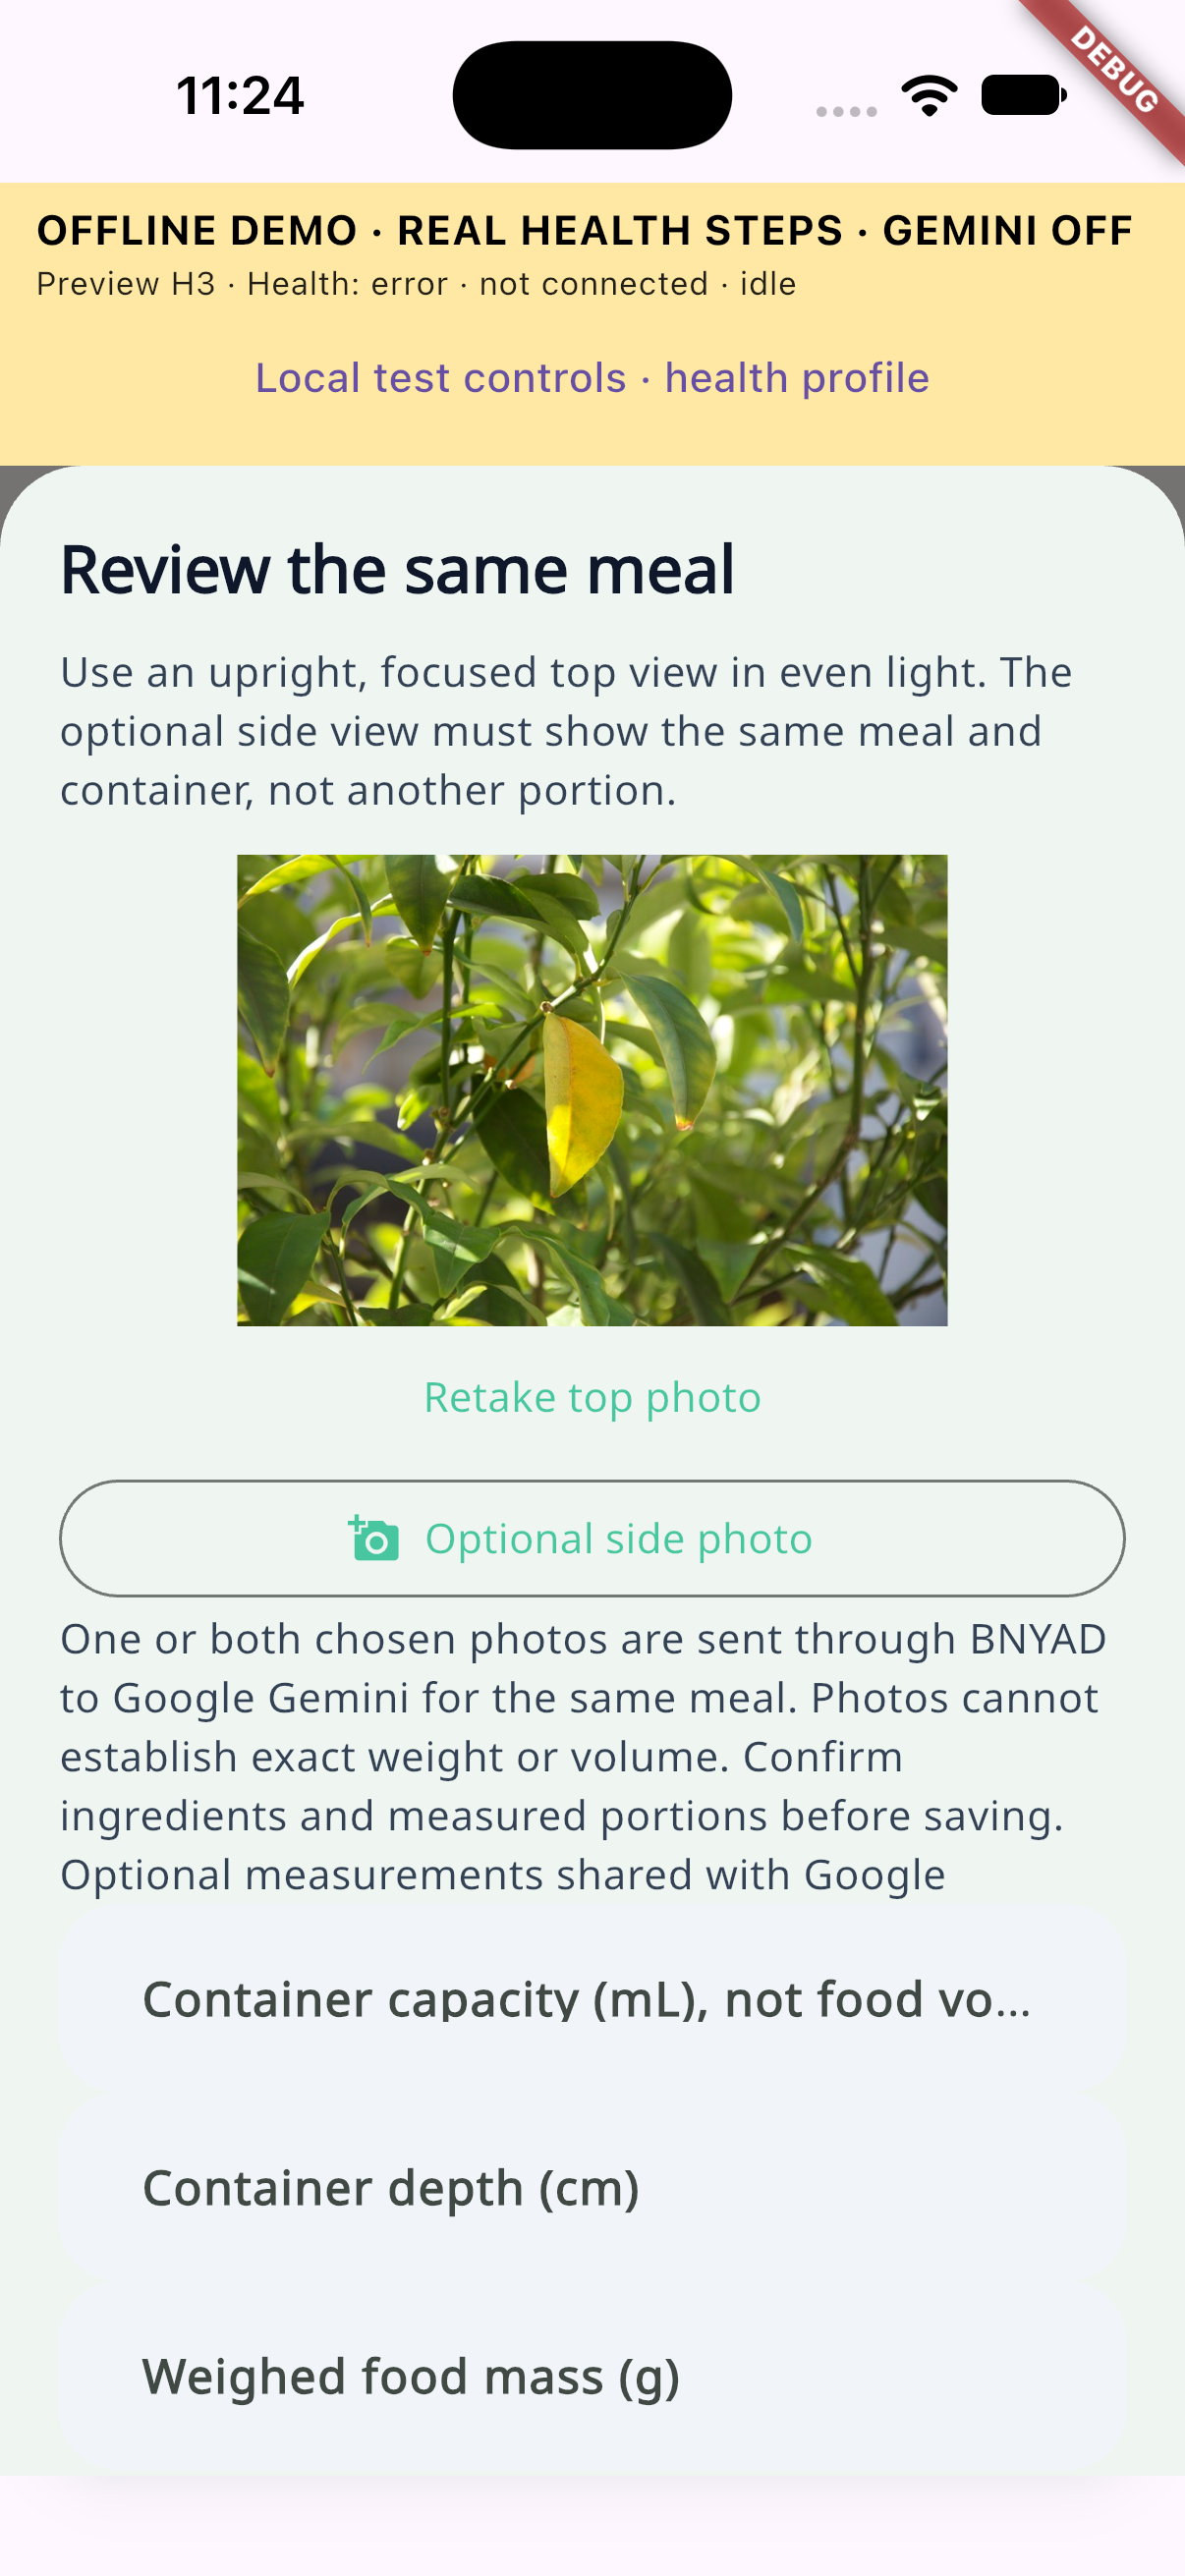 11:24
DEBUG
OFFLINE DEMO · REAL HEALTH STEPS · GEMINI OFF
Preview H3 · Health: error · not connected · idle
Local test controls · health profile
Review the same meal
Use an upright, focused top view in even light. The
optional side view must show the same meal and
container, not another portion.
Retake top photo
Optional side photo
One or both chosen photos are sent through BNYAD
to Google Gemini for the same meal. Photos cannot
establish exact weight or volume. Confirm
ingredients and measured portions before saving.
Optional measurements shared with Google
Container capacity (mL), not food vo...
Container depth (cm)
Weighed food mass (g)